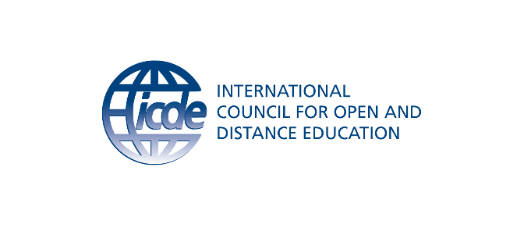 icde
INTERNATIONAL
COUNCIL FOR OPEN AND
DISTANCE EDUCATION